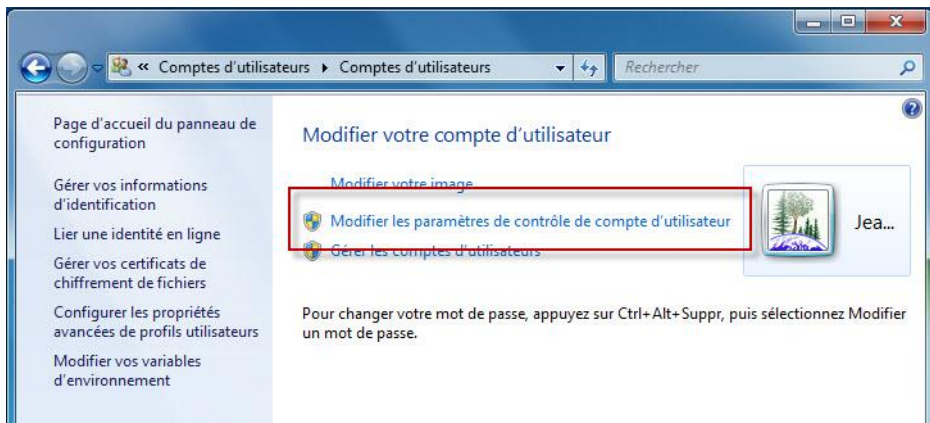 « Comptes d'utilisateurs ▸ Comptes d'utilisateurs
Rechercher
Page d'accueil du panneau de
configuration
Gérer vos informations
d'identification
Lier une identité en ligne
Gérer vos certificats de
chiffrement de fichiers
Configurer les propriétés
avancées de profils utilisateurs
Modifier vos variables
d'environnement
Modifier votre compte d'utilisateur
Modifier votre image
Modifier les paramètres de contrôle de compte d'utilisateur
Gérer les comptes d'utilisateurs
Jea...
Pour changer votre mot de passe, appuyez sur Ctrl+Alt+Suppr, puis sélectionnez Modifier
un mot de passe.